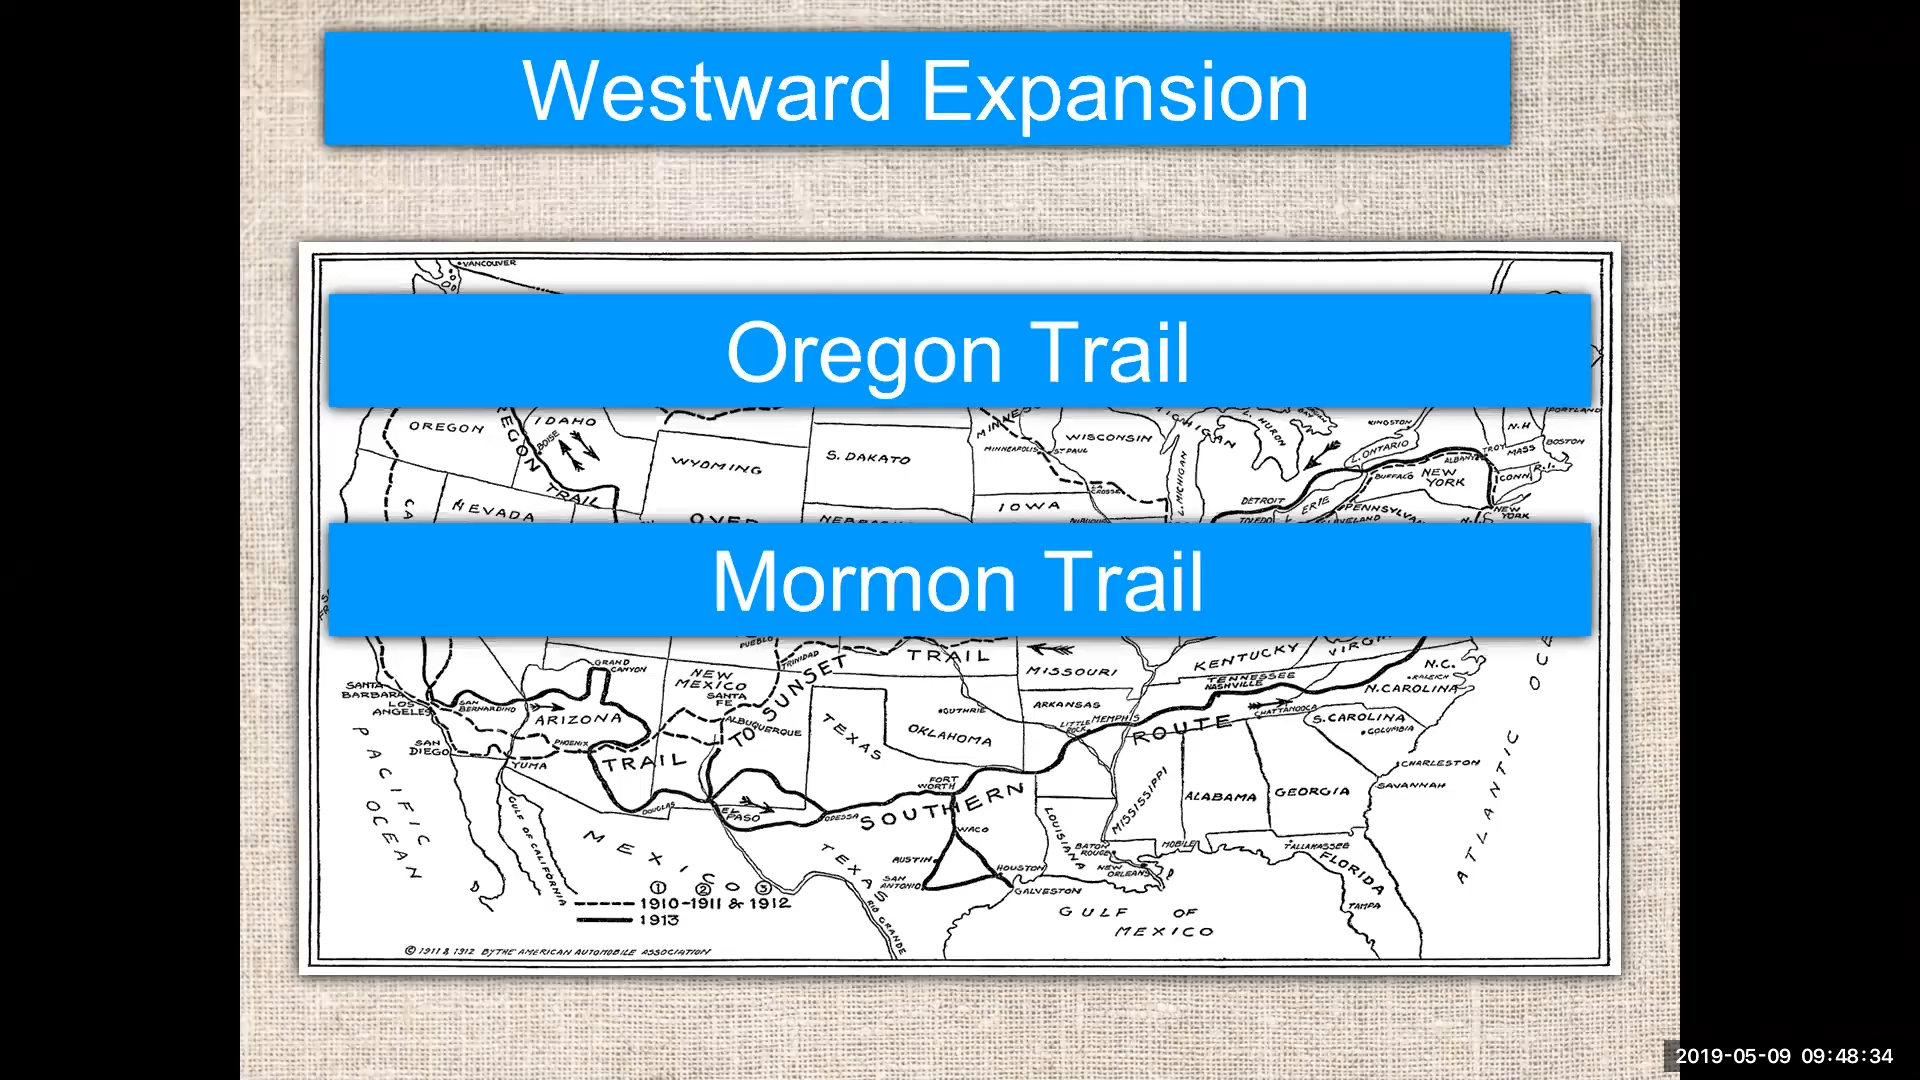 Westward Expansion
VANCOUVER
Oregon Trail
PORTLAND
OREGON
IDAHO
BOISE
TRAIL
WYOMING
S. DAKATO
MINNEAPOLIS
ST PAUL
WISCONSIN
L. MICHIGAN
L. HURON
KINGSTON
L. ONTARIO
N.H
BOSTON
TROY
MASS
ALBANY
BUFFALO
NEW
YORK
CONN
R.I.
NEVADA
IOWA
LA
CROSSE
DETROIT
ERIE
NEW
YORK
Mormon Trail
PUEBLO
TRINIDAD
TRAIL
MISSOURI
KENTUCKY
N.C.
RALEIGH
N.CAROLINA
GRAND
CANYON
NEW
MEXICO
SANTA
FE
TO SUNSET
SANTA
BARBARA
LOS
ANGELES
SAN
BERNARDINO
ARIZONA
PHOENIX
ALBUQUERQUE
TEXAS
GUTHRIE
OKLAHOMA
ARKANSAS
LITTLE
ROCK
MEMPHIS
TENNESSEE
NASHVILLE
ROUTE
CHATTANOOGA
S.CAROLINA
COLUMBIA
SAN
DIEGO
YUMA
TRAIL
CHARLESTON
SAVANNAH
PACIFIC
OCEAN
GULF OF
CALIFORNIA
DOUGLAS
EL
PASO
ODESSA
FORT
WORTH
SOUTHERN
MISSISSIPPI
ALABAMA
GEORGIA
ATLANTIC
MEXICO
TEXAS
WACO
AUSTIN
SAN
ANTONIO
HOUSTON
GALVESTON
LOUISIANA
BATON
ROUGE
NEW
ORLEANS
MOBILE
TALLAHASSEE
FLORIDA
TAMPA
RIO GRANDE
GULF OF
MEXICO
1 2 3
1910-1911 & 1912
1913
© 1911 & 1912 BY THE AMERICAN AUTOMOBILE ASSOCIATION
2019-05-09 09:48:34